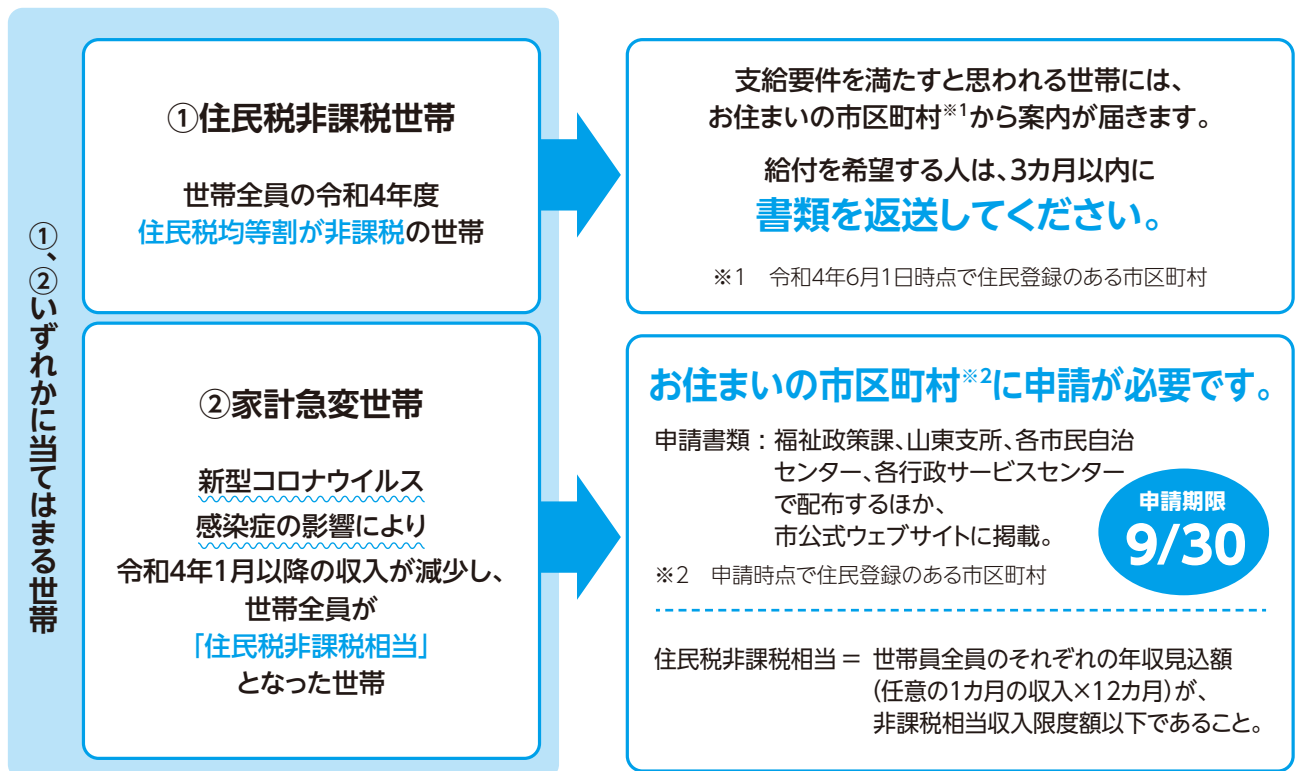 ①、②いずれかに当てはまる世帯
①住民税非課税世帯
世帯全員の令和4年度
住民税均等割が非課税の世帯
支給要件を満たすと思われる世帯には、
お住まいの市区町村※1から案内が届きます。
給付を希望する人は、3カ月以内に
書類を返送してください。
※1 令和4年6月1日時点で住民登録のある市区町村
②家計急変世帯
新型コロナウイルス
感染症の影響により
令和4年1月以降の収入が減少し、
世帯全員が
「住民税非課税相当」
となった世帯
お住まいの市区町村※2に申請が必要です。
申請書類：福祉政策課、山東支所、各市民自治
センター、各行政サービスセンター
で配布するほか、
市公式ウェブサイトに掲載。
申請期限
9/30
※2 申請時点で住民登録のある市区町村
住民税非課税相当＝ 世帯員全員のそれぞれの年収見込額
(任意の1カ月の収入×12カ月)が、
非課税相当収入限度額以下であること。